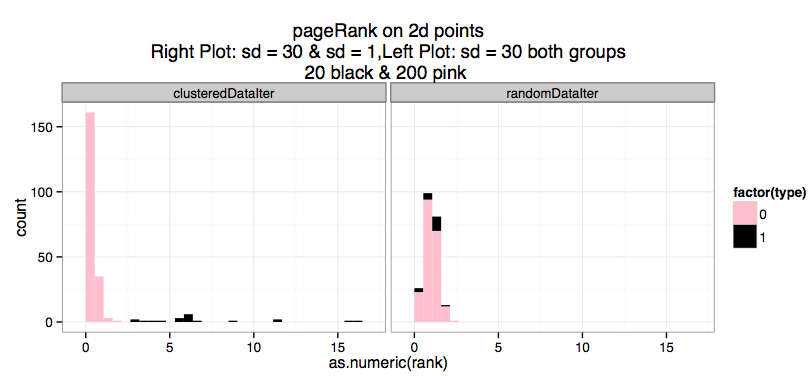 pageRank on 2d points
Right Plot: sd = 30 & sd = 1,Left Plot: sd = 30 both groups
20 black & 200 pink
clusteredDataIter randomDataIter
150
100
50
0
count
0 5 10 15 0 5 10 15
as.numeric(rank)
factor(type)
0
1